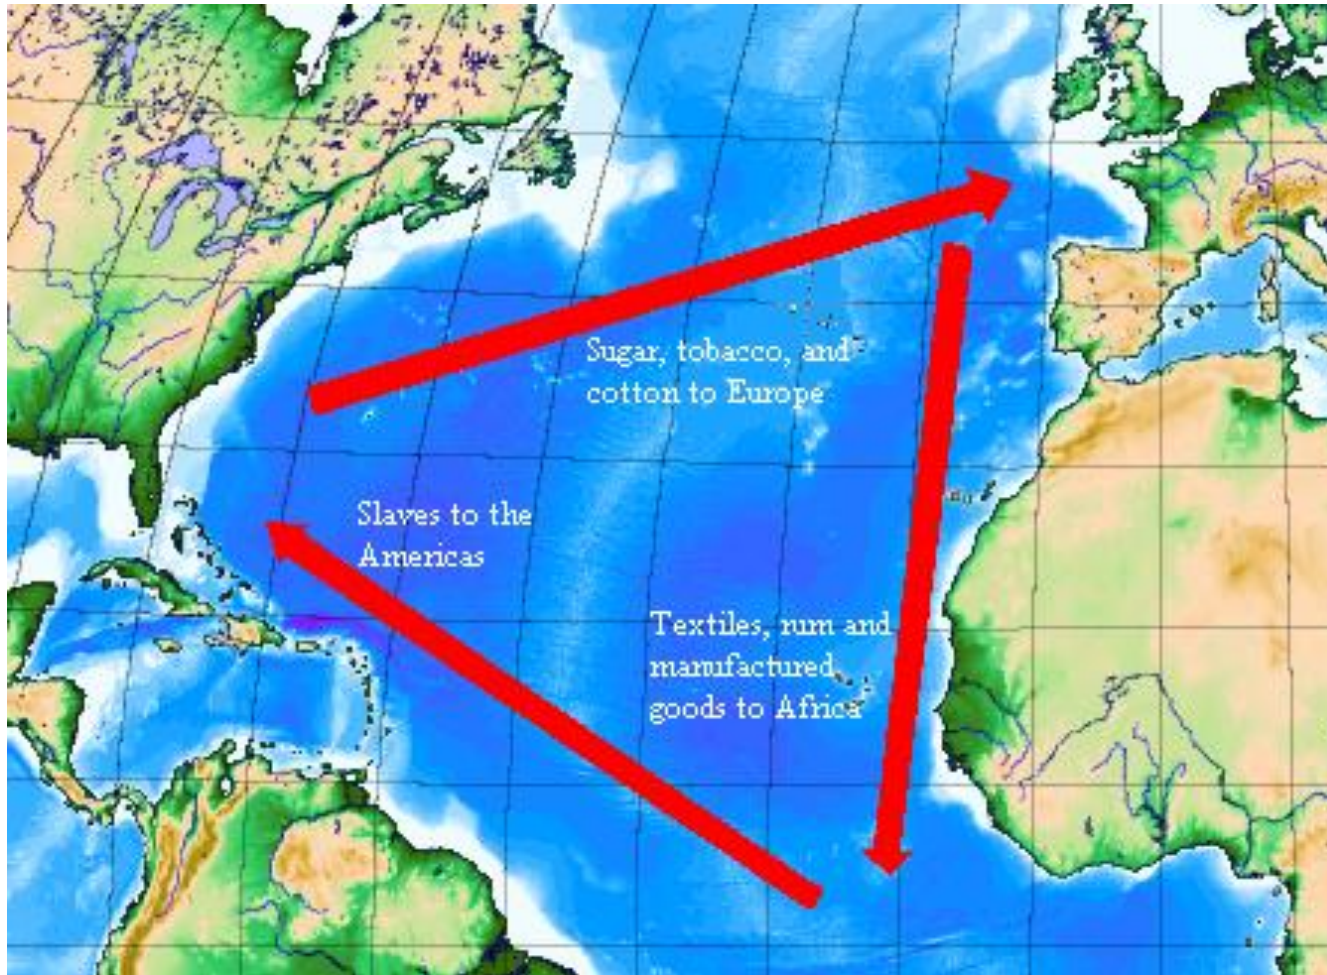 Sugar, tobacco, and
cotton to Europe
Slaves to the
Americas
Textiles, rum and
manufactured
goods to Africa